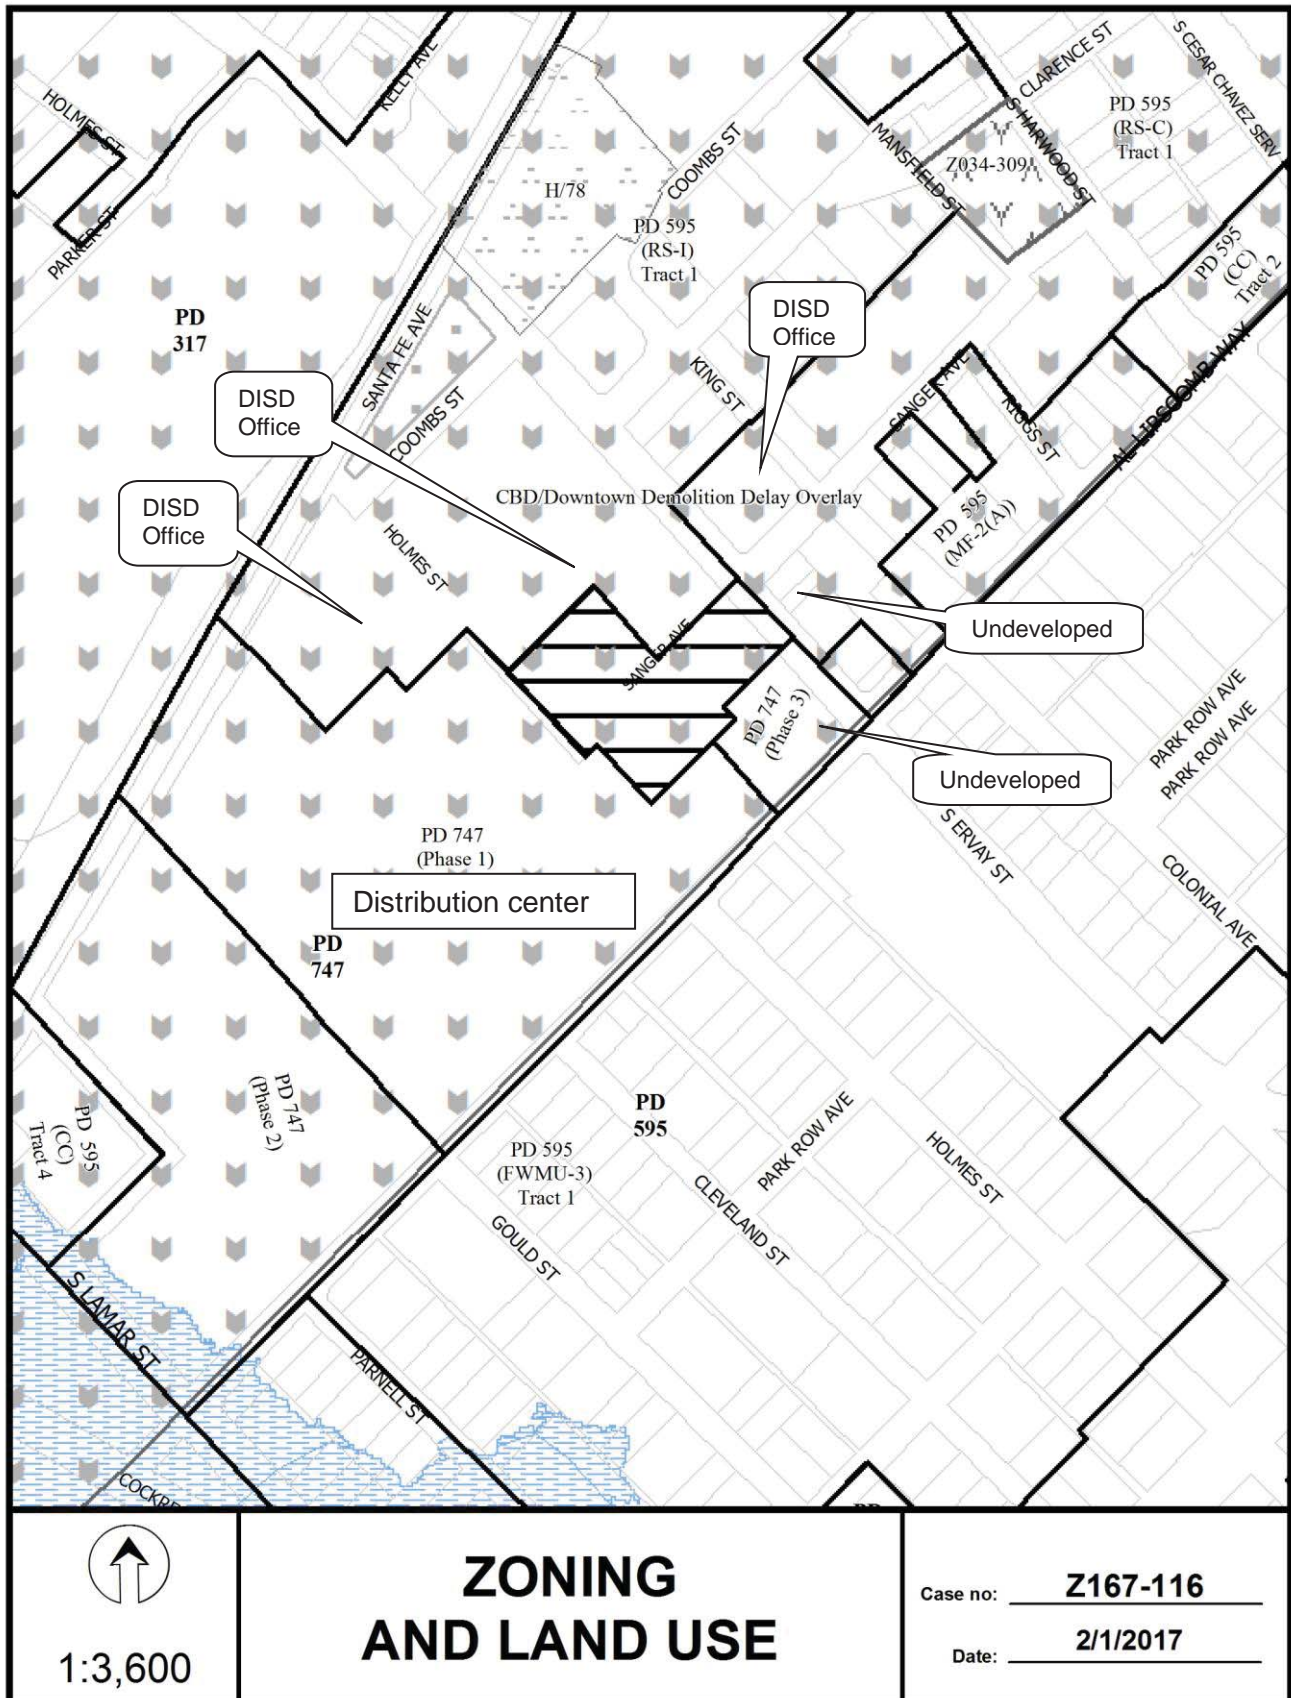 KELLY AVE
HOLMES ST
PARKER ST
CLARENCE ST
S CESAR CHAVEZ SERV
S HARWOOD ST
PD 595
(RS-C)
Tract 1
MANSFIELD ST
Z034-309
COOMBS ST
H/78
PD 595
(RS-I)
Tract 1
PD 595
(CC)
Tract 2
PD
317
SANTA FE AVE
DISD
Office
AL LIPSCOMB WAY
KING ST
SANGER AVE
RIGGS ST
DISD
Office
COOMBS ST
CBD/Downtown Demolition Delay Overlay
DISD
Office
PD 595
(MF-2(A))
HOLMES ST
Undeveloped
SANGER AVE
PD 747
(Phase 3)
PARK ROW AVE
PARK ROW AVE
Undeveloped
PD 747
(Phase 1)
S ERVAY ST
COLONIAL AVE
Distribution center
PD
747
PD 747
(Phase 2)
PD 595
(CC)
Tract 4
PD
595
PARK ROW AVE
HOLMES ST
PD 595
(FWMU-3)
Tract 1
CLEVELAND ST
GOULD ST
S LAMAR ST
PARNELL ST
1:3,600
ZONING
AND LAND USE
Case no: Z167-116
Date: 2/1/2017